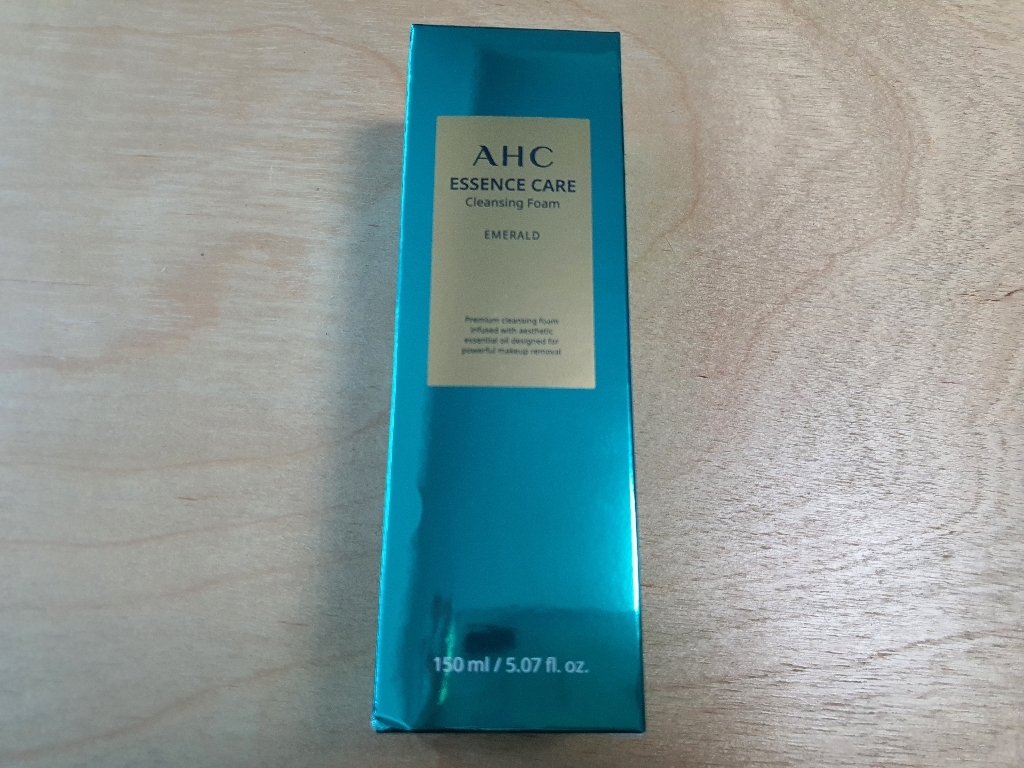 AHC
ESSENCE CARE
Cleansing Foam
EMERALD
Premium cleansing foam
infused with aesthetic
essential oil designed for
powerful makeup removal
150 ml / 5.07 fl. oz.